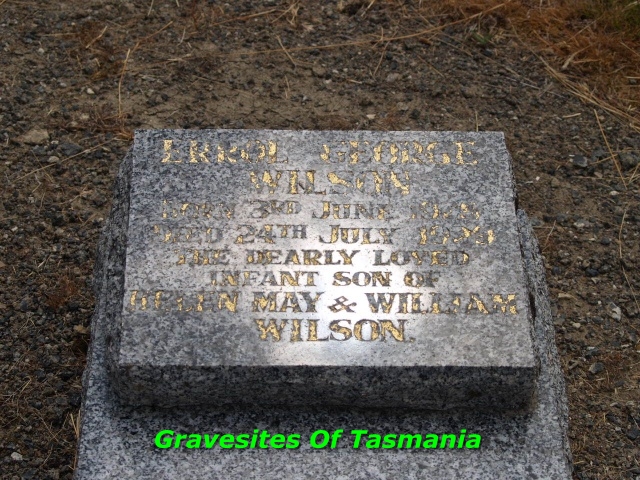 ERROL GEORGE
WILSON
BORN 3RD JUNE
DIED 24TH JULY
THE DEARLY LOVED
INFANT SON OF
HELEN MAY & WILLIAM
WILSON.
Gravesites Of Tasmania